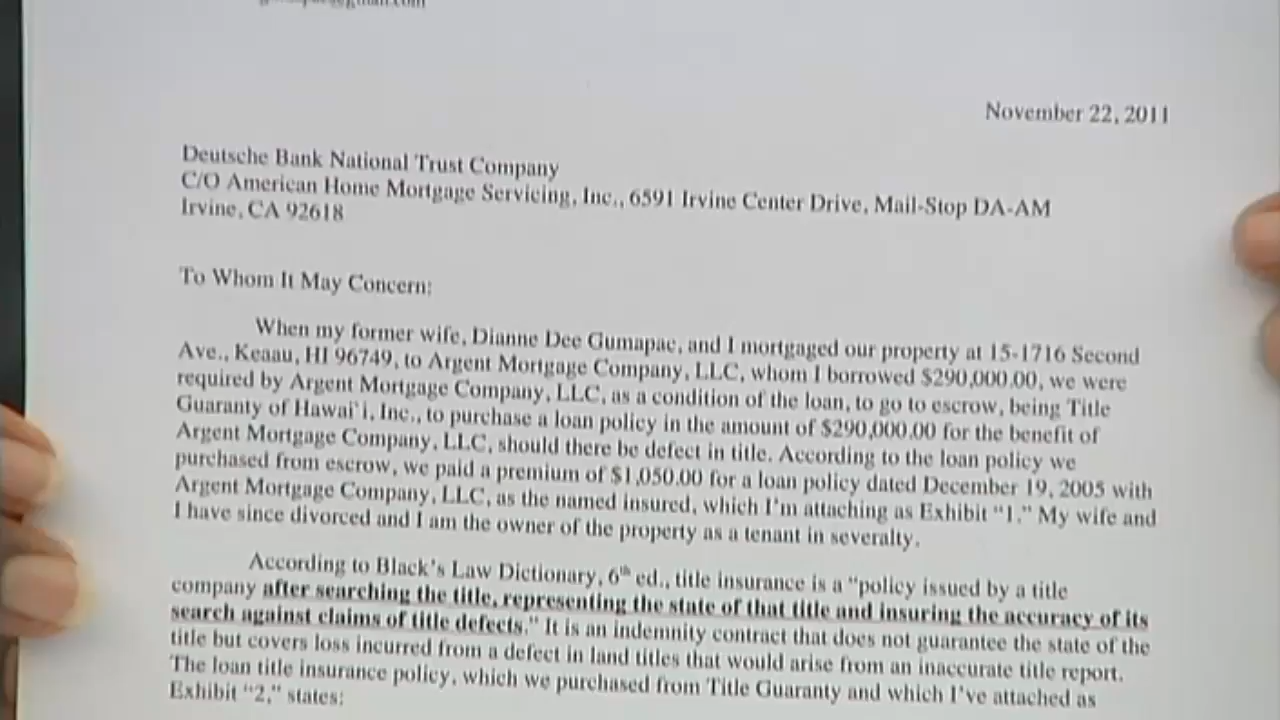 November 22, 2011
Deutsche Bank National Trust Company
C/O American Home Mortgage Servicing, Inc., 6591 Irvine Center Drive, Mail-Stop DA-AM
Irvine, CA 92618
To Whom It May Concern:
When my former wife, Dianne Dee Gumapac, and I mortgaged our property at 15-1716 Second
Ave., Keaau, HI 96749, to Argent Mortgage Company, LLC, whom I borrowed $290,000.00, we were
required by Argent Mortgage Company, LLC, as a condition of the loan, to go to escrow, being Title
Guaranty of Hawai`i, Inc., to purchase a loan policy in the amount of $290,000.00 for the benefit of
Argent Mortgage Company, LLC, should there be defect in title. According to the loan policy we
purchased from escrow, we paid a premium of $1,050.00 for a loan policy dated December 19, 2005 with
Argent Mortgage Company, LLC, as the named insured, which I'm attaching as Exhibit “1.” My wife and
I have since divorced and I am the owner of the property as a tenant in severalty.
According to Black's Law Dictionary, 6th ed., title insurance is a “policy issued by a title
company after searching the title, representing the state of that title and insuring the accuracy of its
search against claims of title defects.” It is an indemnity contract that does not guarantee the state of the
title but covers loss incurred from a defect in land titles that would arise from an inaccurate title report.
The loan title insurance policy, which we purchased from Title Guaranty and which I've attached as
Exhibit “2,” states: